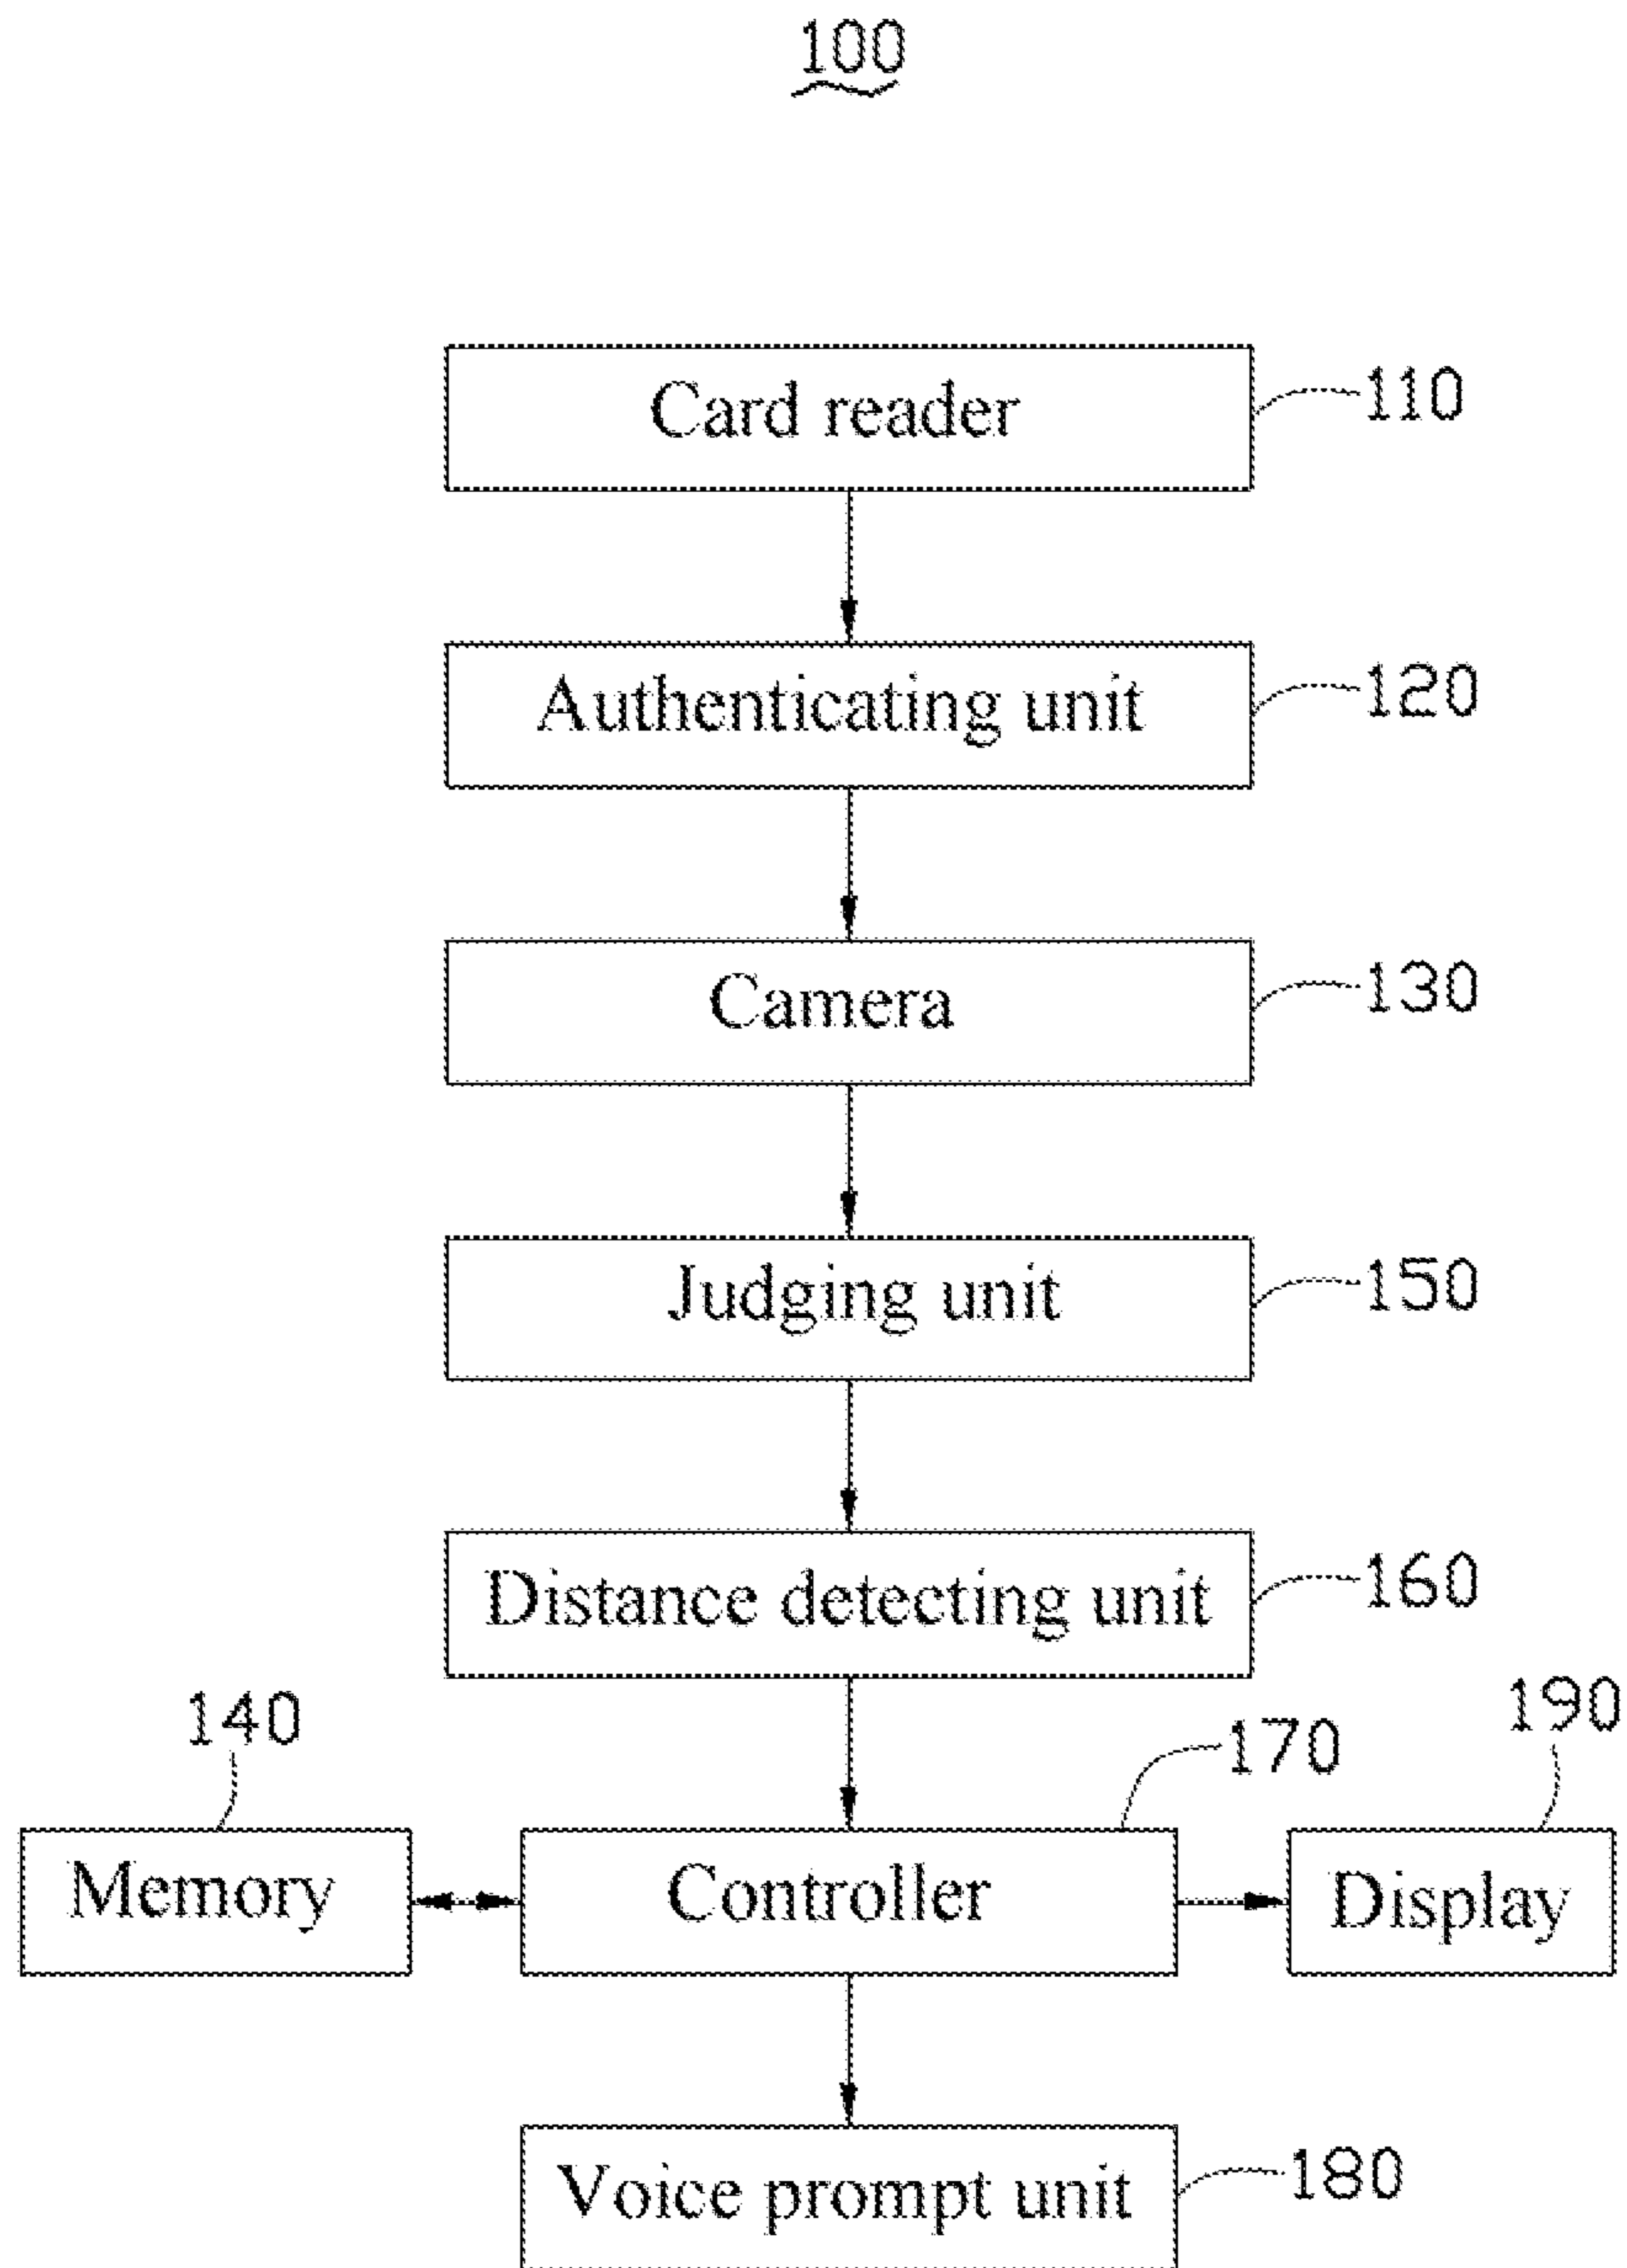 100
Card reader
110
Authenticating unit
120
Camera
130
Judging unit
150
Distance detecting unit
160
140
170
190
Memory
Controller
Display
Voice prompt unit
180